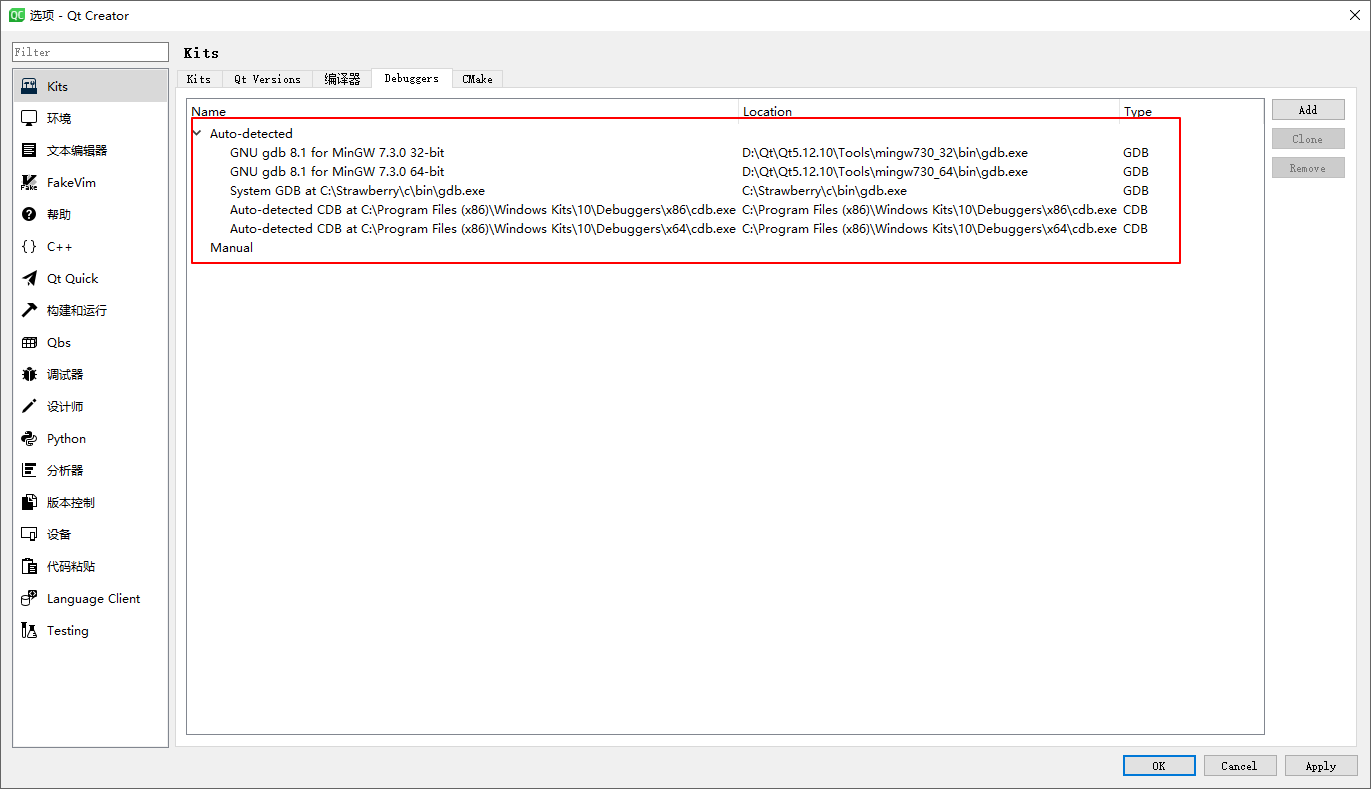 选项 - Qt Creator
Filter
Kits
环境
文本编辑器
FakeVim
帮助
C++
Qt Quick
构建和运行
Qbs
调试器
设计师
Python
分析器
版本控制
设备
代码粘贴
Language Client
Testing
Kits
Kits Qt Versions 编译器 Debuggers CMake
Name Location Type
Auto-detected
GNU gdb 8.1 for MinGW 7.3.0 32-bit D:\Qt\Qt5.12.10\Tools\mingw730_32\bin\gdb.exe GDB
GNU gdb 8.1 for MinGW 7.3.0 64-bit D:\Qt\Qt5.12.10\Tools\mingw730_64\bin\gdb.exe GDB
System GDB at C:\Strawberry\c\bin\gdb.exe C:\Strawberry\c\bin\gdb.exe GDB
Auto-detected CDB at C:\Program Files (x86)\Windows Kits\10\Debuggers\x86\cdb.exe C:\Program Files (x86)\Windows Kits\10\Debuggers\x86\cdb.exe CDB
Auto-detected CDB at C:\Program Files (x86)\Windows Kits\10\Debuggers\x64\cdb.exe C:\Program Files (x86)\Windows Kits\10\Debuggers\x64\cdb.exe CDB
Manual
Add
Clone
Remove
OK Cancel Apply